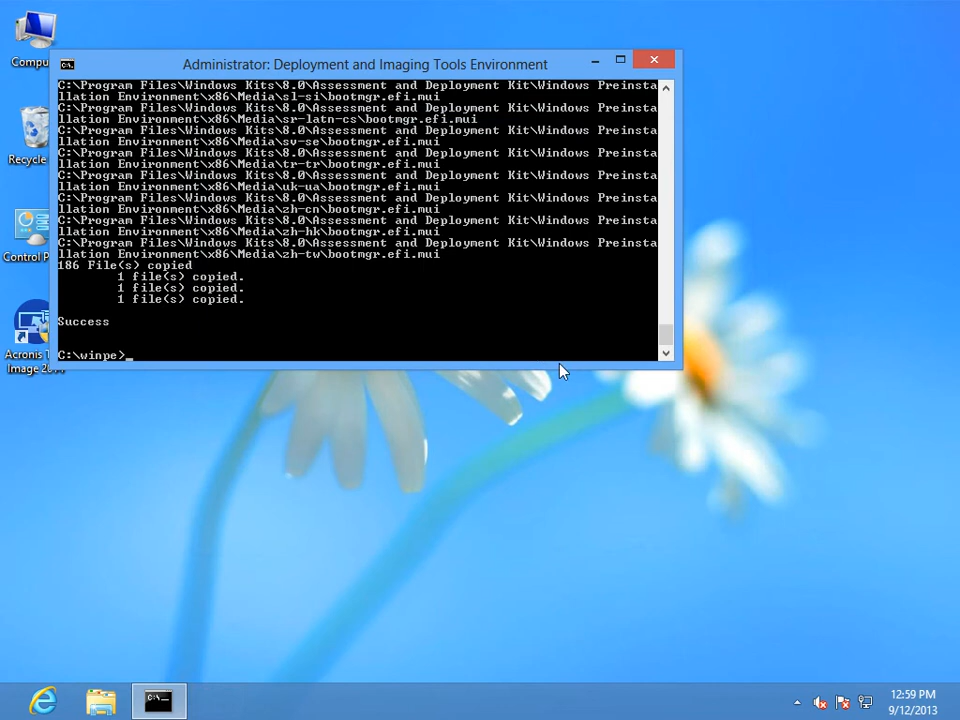 Compu
Administrator: Deployment and Imaging Tools Environment
C:\Program Files\Windows Kits\8.0\Assessment and Deployment Kit\Windows Preinsta
llation Environment\x86\Media\sl-si\bootmgr.efi.mui
C:\Program Files\Windows Kits\8.0\Assessment and Deployment Kit\Windows Preinsta
llation Environment\x86\Media\sr-latn-cs\bootmgr.efi.mui
C:\Program Files\Windows Kits\8.0\Assessment and Deployment Kit\Windows Preinsta
llation Environment\x86\Media\sv-se\bootmgr.efi.mui
C:\Program Files\Windows Kits\8.0\Assessment and Deployment Kit\Windows Preinsta
llation Environment\x86\Media\tr-tr\bootmgr.efi.mui
C:\Program Files\Windows Kits\8.0\Assessment and Deployment Kit\Windows Preinsta
llation Environment\x86\Media\uk-ua\bootmgr.efi.mui
C:\Program Files\Windows Kits\8.0\Assessment and Deployment Kit\Windows Preinsta
llation Environment\x86\Media\zh-cn\bootmgr.efi.mui
C:\Program Files\Windows Kits\8.0\Assessment and Deployment Kit\Windows Preinsta
llation Environment\x86\Media\zh-hk\bootmgr.efi.mui
C:\Program Files\Windows Kits\8.0\Assessment and Deployment Kit\Windows Preinsta
llation Environment\x86\Media\zh-tw\bootmgr.efi.mui
186 File(s) copied
1 file(s) copied.
1 file(s) copied.
1 file(s) copied.
Success
C:\winpe>_
Recycle
Control P
Acronis T
Image 2014
C:\_
12:59 PM
9/12/2013